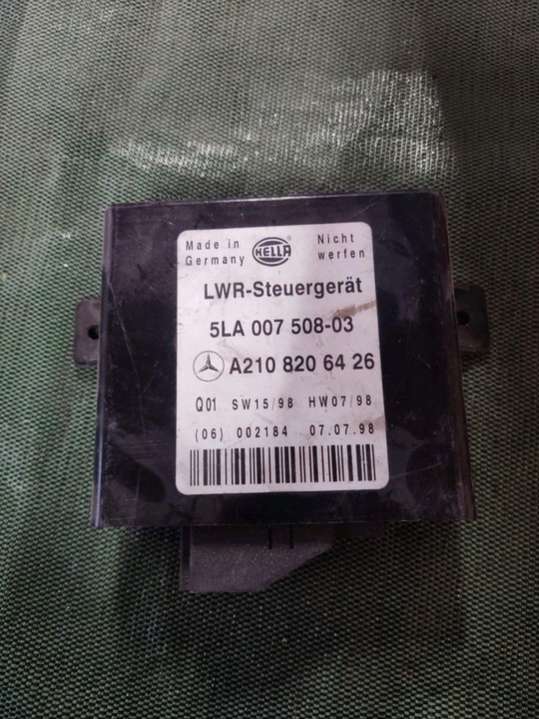 Made in
Germany
HELLA
®
Nicht
werfen
LWR-Steuergerät
5LA 007 508-03
A210 820 64 26
Q01 SW15/98 HW07/98
(06) 002184 07.07.98